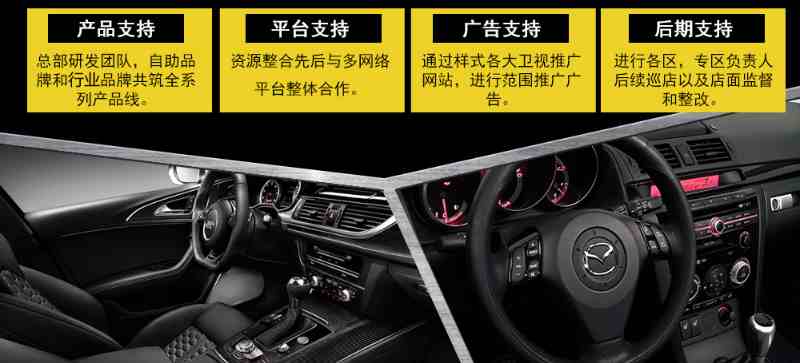 产品支持
总部研发团队，自助品
牌和行业品牌共筑全系
列产品线。
平台支持
资源整合先后与多网络
平台整体合作。
广告支持
通过样式各大卫视推广
网站，进行范围推广广
告。
后期支持
进行各区，专区负责人
后续巡店以及店面监督
和整改。